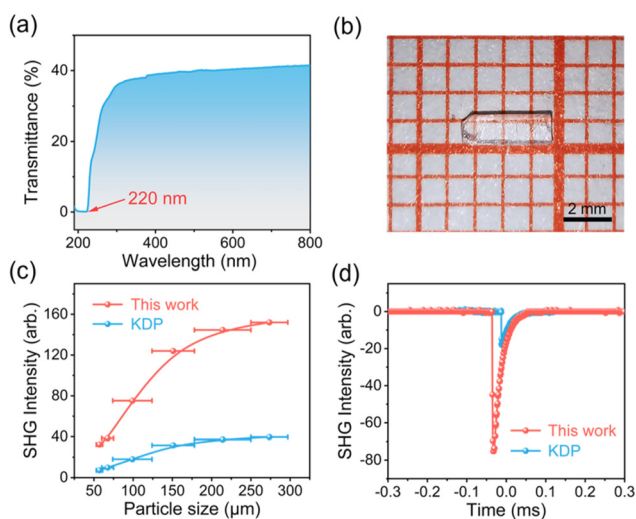 (a)
Transmittance (%)
40
20
0
220 nm
200
400
600
800
Wavelength (nm)
(b)
2 mm
(c)
SHG Intensity (arb.)
160
120
80
40
0
This work
KDP
50
100
150
200
250
300
Particle size (μm)
(d)
SHG Intensity (arb.)
0
-20
-40
-60
-80
This work
KDP
-0.3
-0.2
-0.1
0.0
0.1
0.2
0.3
Time (ms)